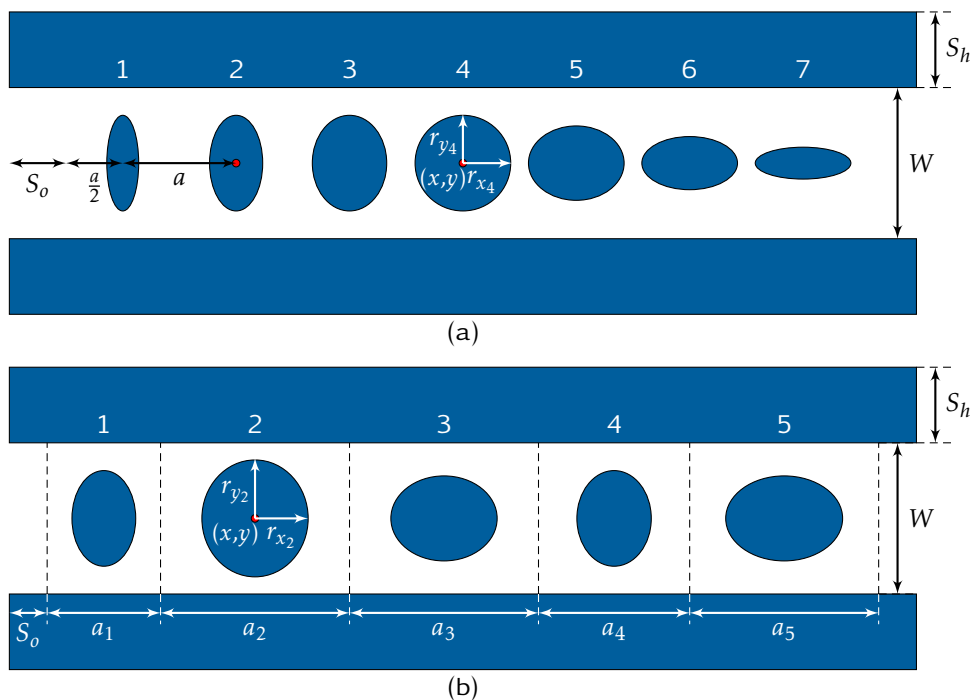 S_h
1 2 3 4 5 6 7
r_{y_4}
W
S_o a/2 a (x,y) r_{x_4}
(a)
S_h
1 2 3 4 5
r_{y_2}
W
(x,y) r_{x_2}
S_o a_1 a_2 a_3 a_4 a_5
(b)